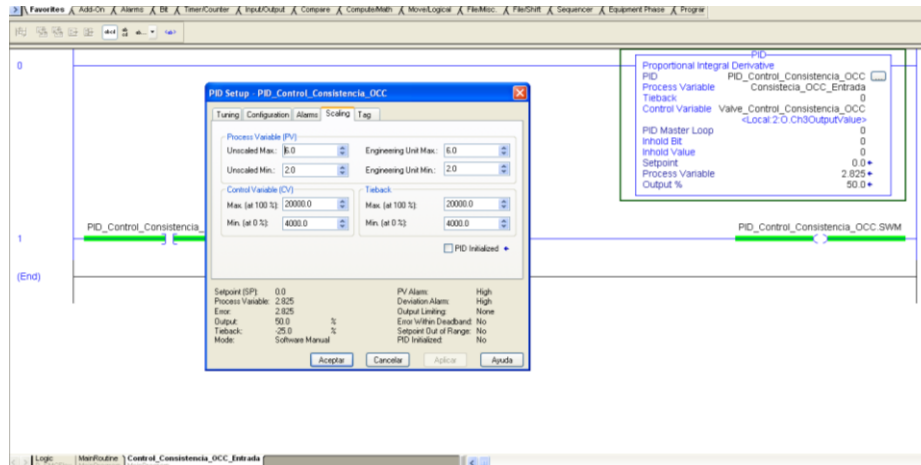 Favorites Add-On Alarms Bit Timer/Counter Input/Output Compare Compute/Math Move/Logical File/Misc. File/Shift Sequencer Equipment Phase Prograr
0
PID
Proportional Integral Derivative
PID PID_Control_Consistencia_OCC
Process Variable Consistecia_OCC_Entrada
Tieback 0
Control Variable Valve_Control_Consistencia_OCC
<Local:2:O.Ch3OutputValue>
PID Master Loop 0
Inhold Bit 0
Inhold Value 0
Setpoint 0.0
Process Variable 2.825
Output % 50.0
PID Setup - PID_Control_Consistencia_OCC
Tuning Configuration Alarms Scaling Tag
Process Variable (PV)
Unscaled Max.: 6.0 Engineering Unit Max.: 6.0
Unscaled Min.: 2.0 Engineering Unit Min.: 2.0
Control Variable (CV) Tieback
Max. (at 100 %): 20000.0 Max. (at 100 %): 20000.0
Min. (at 0 %): 4000.0 Min. (at 0 %): 4000.0
PID Initialized
Setpoint (SP): 0.0 PV Alarm: High
Process Variable: 2.825 Deviation Alarm: High
Error: 2.825 Output Limiting: None
Output: 50.0 % Error Within Deadband: No
Tieback: -25.0 % Setpoint Out of Range: No
Mode: Software Manual PID Initialized: No
Aceptar Cancelar Aplicar Ayuda
1 PID_Control_Consistencia_ PID_Control_Consistencia_OCC.SWM
(End)
Logic MainRoutine Control_Consistencia_OCC_Entrada